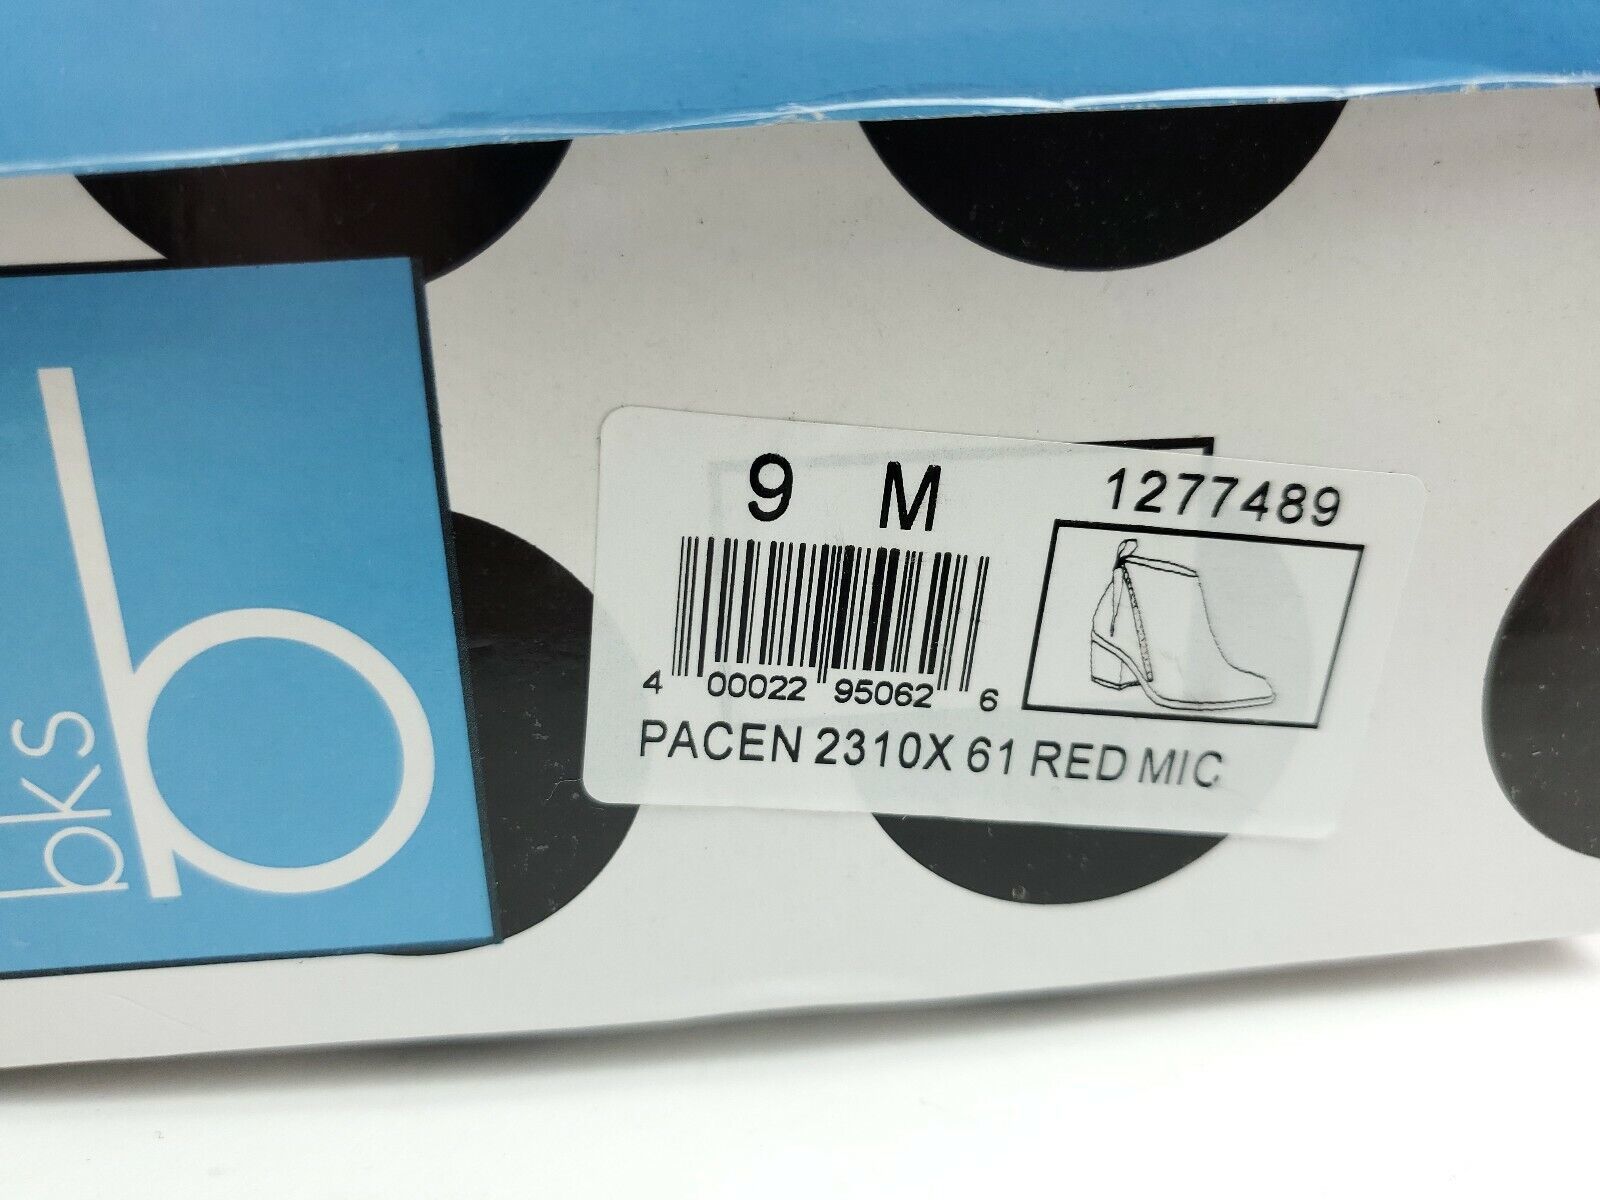 b
bks
9 M
1277489
4 00022 95062 6
PACEN 2310X 61 RED MIC